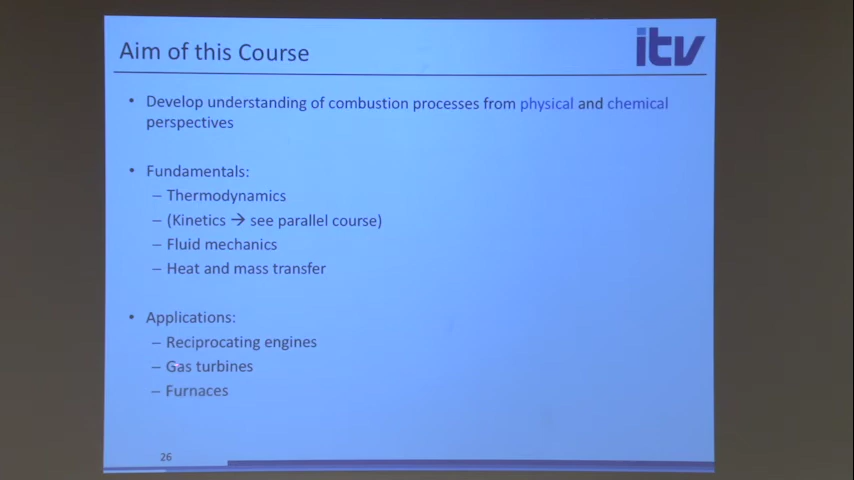 Aim of this Course
itv
• Develop understanding of combustion processes from physical and chemical
perspectives
• Fundamentals:
– Thermodynamics
– (Kinetics → see parallel course)
– Fluid mechanics
– Heat and mass transfer
• Applications:
– Reciprocating engines
– Gas turbines
– Furnaces
26